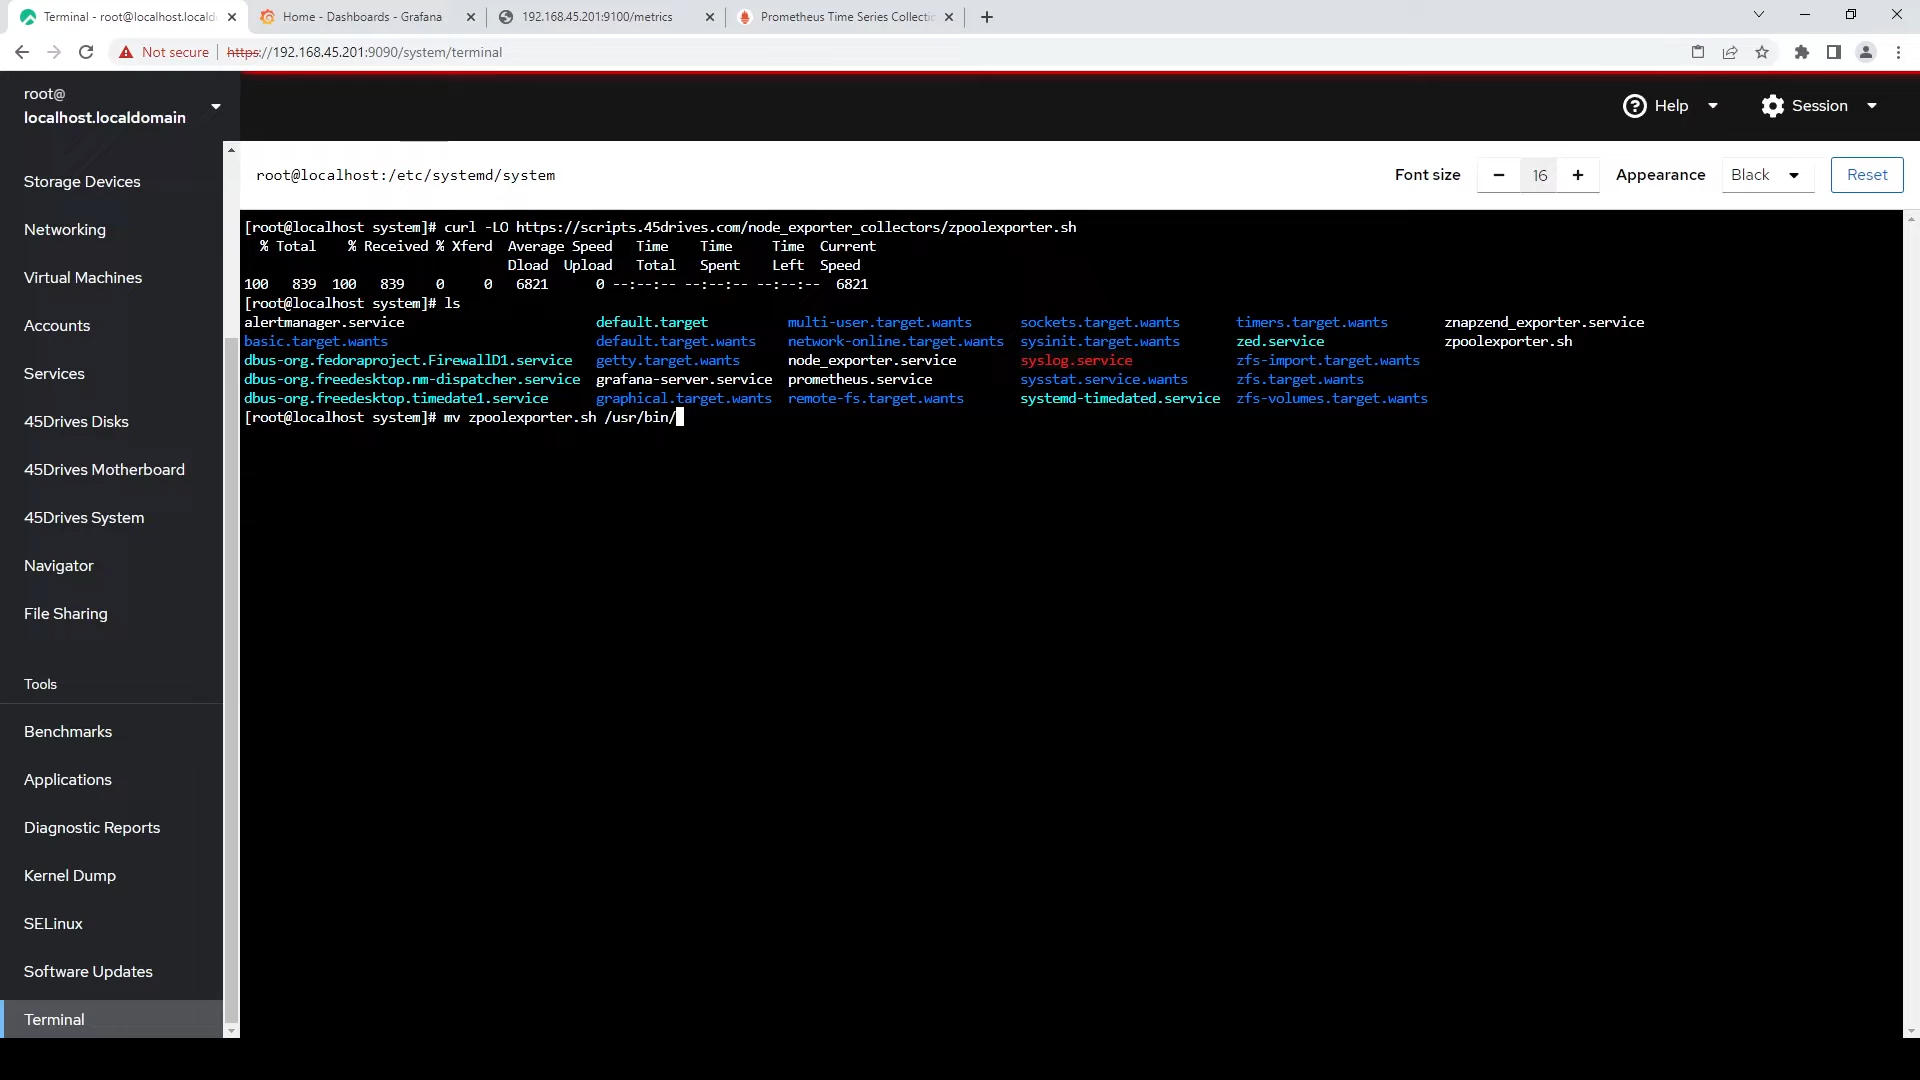 Terminal - root@localhost.locald
Home - Dashboards - Grafana
192.168.45.201:9100/metrics
Prometheus Time Series Collecti
Not secure
https://192.168.45.201:9090/system/terminal
root@
localhost.localdomain
Help
Session
root@localhost:/etc/systemd/system
Font size
16
Appearance
Black
Reset
Storage Devices
Networking
Virtual Machines
Accounts
Services
45Drives Disks
45Drives Motherboard
45Drives System
Navigator
File Sharing
Tools
Benchmarks
Applications
Diagnostic Reports
Kernel Dump
SELinux
Software Updates
Terminal
[root@localhost system]# curl -LO https://scripts.45drives.com/node_exporter_collectors/zpoolexporter.sh
% Total % Received % Xferd Average Speed Time Time Time Current
Dload Upload Total Spent Left Speed
100 839 100 839 0 0 6821 0 --:--:-- --:--:-- --:--:-- 6821
[root@localhost system]# ls
alertmanager.service default.target multi-user.target.wants sockets.target.wants timers.target.wants znapzend_exporter.service
basic.target.wants default.target.wants network-online.target.wants sysinit.target.wants zed.service zpoolexporter.sh
dbus-org.fedoraproject.FirewallD1.service getty.target.wants node_exporter.service syslog.service zfs-import.target.wants
dbus-org.freedesktop.nm-dispatcher.service grafana-server.service prometheus.service sysstat.service.wants zfs.target.wants
dbus-org.freedesktop.timedate1.service graphical.target.wants remote-fs.target.wants systemd-timedated.service zfs-volumes.target.wants
[root@localhost system]# mv zpoolexporter.sh /usr/bin/